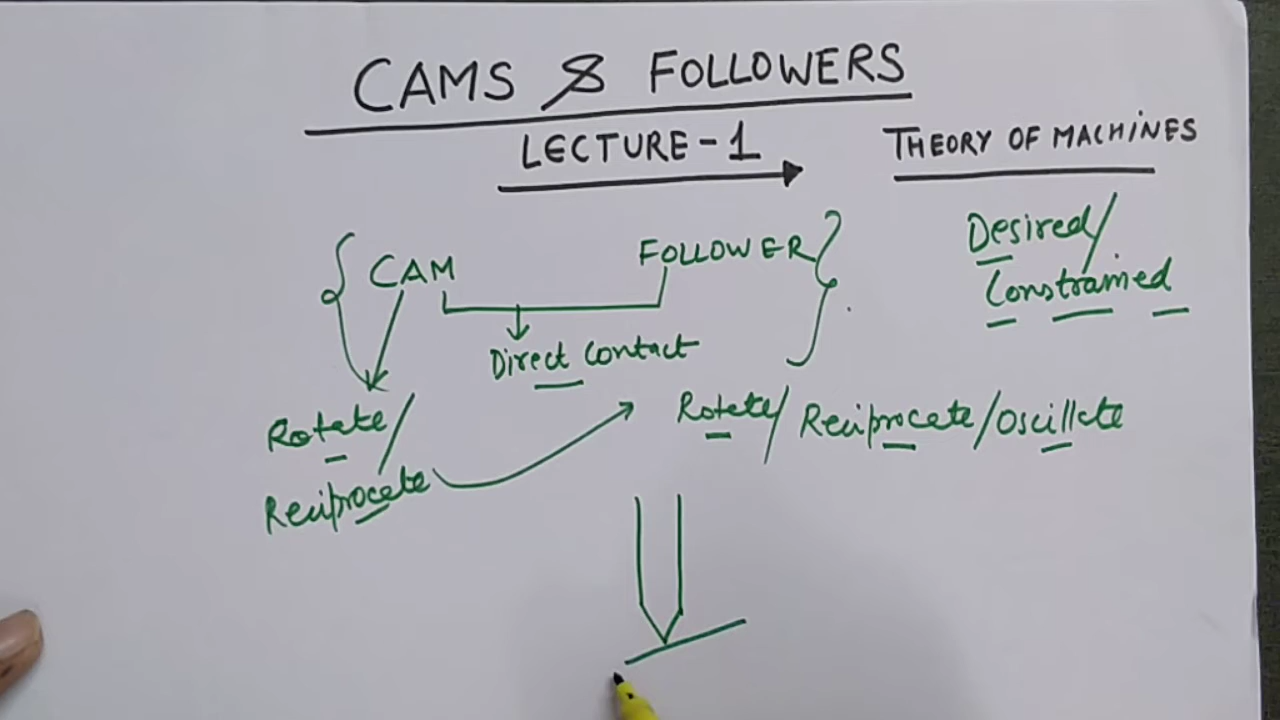 CAMS & FOLLOWERS
LECTURE-1
THEORY OF MACHINES
Desired/
Constrained
CAM
FOLLOWER
Direct contact
Rotate/
Reciprocate
Rotate/Reciprocate/Oscillate